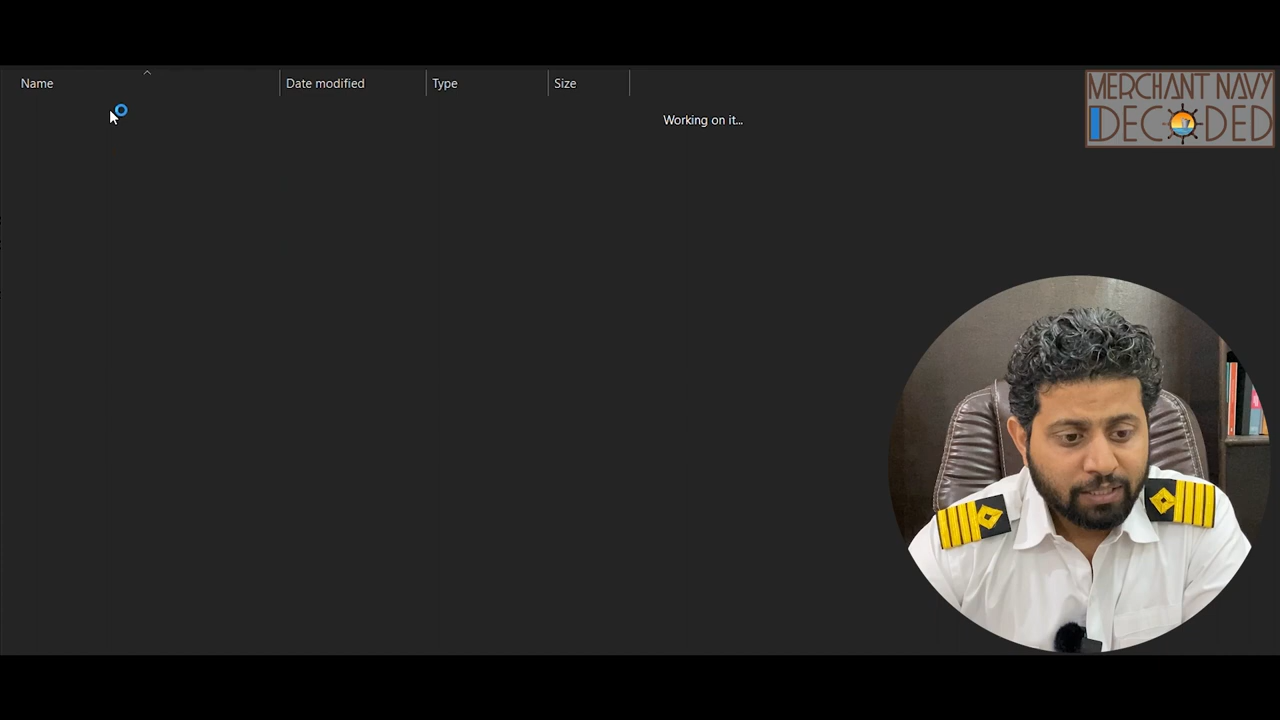 Name
Date modified
Type
Size
Working on it...
MERCHANT NAVY
DECODED